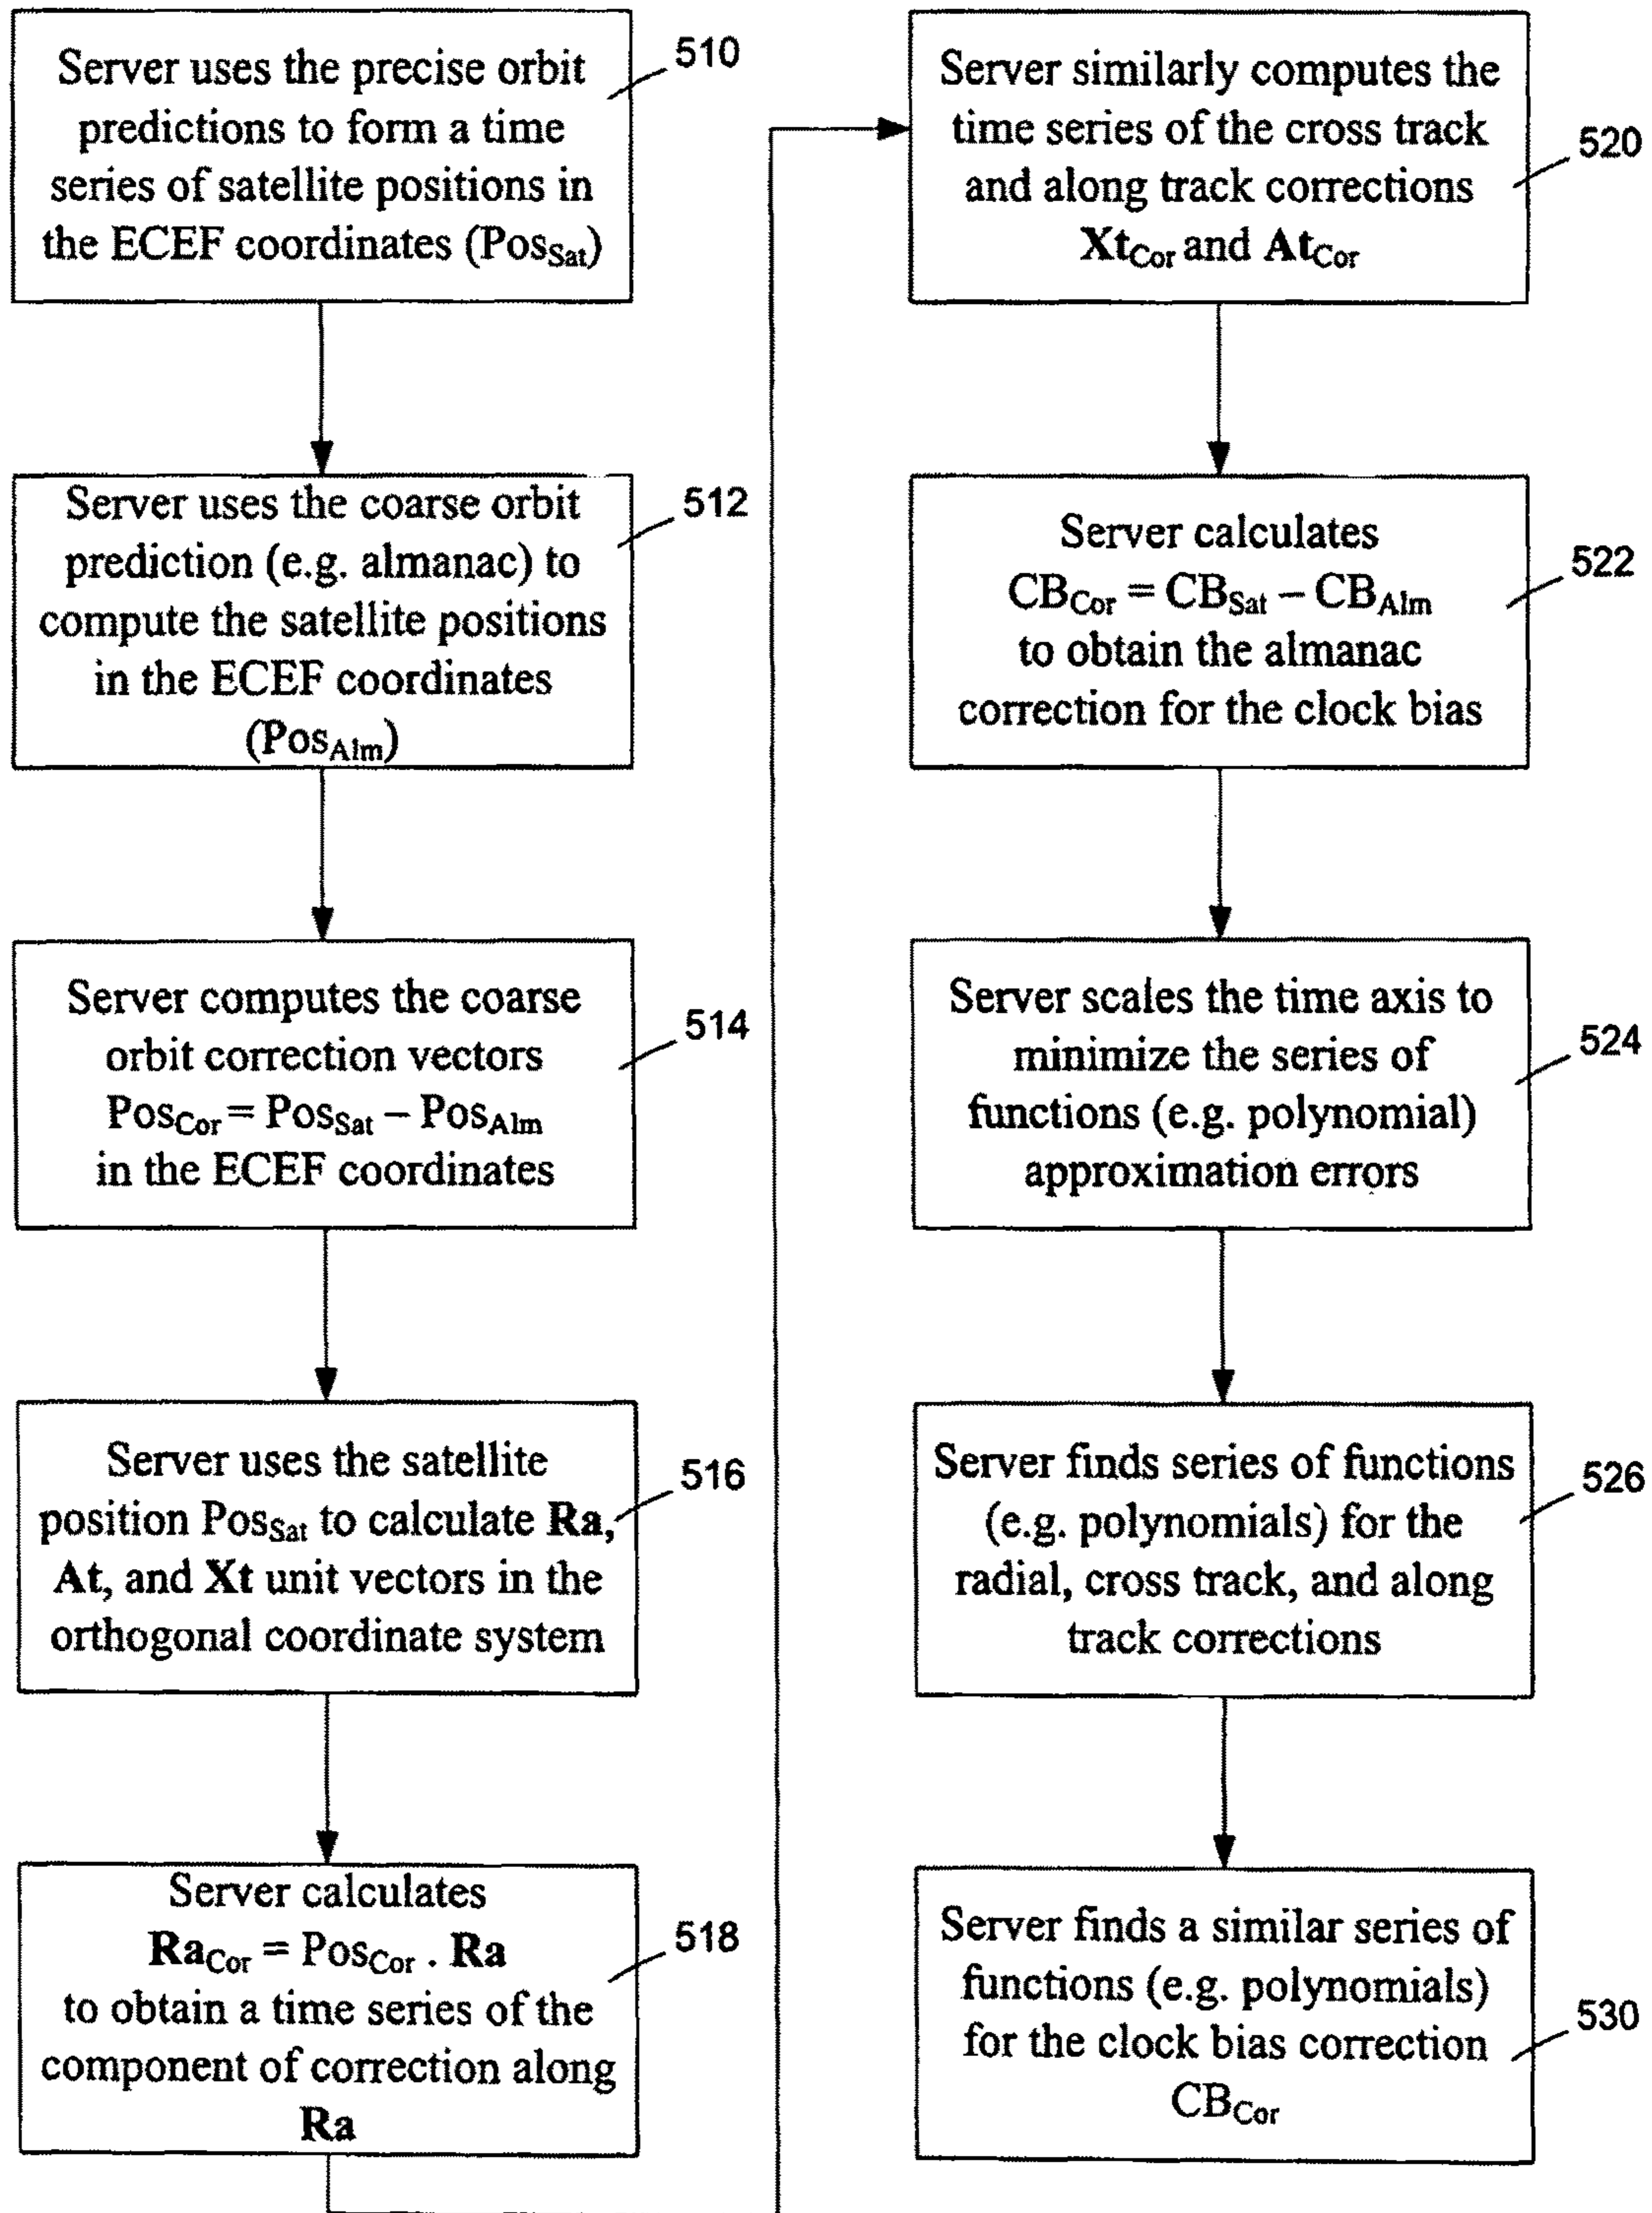 Server uses the precise orbit
predictions to form a time
series of satellite positions in
the ECEF coordinates (PosSat)
510
Server uses the coarse orbit
prediction (e.g. almanac) to
compute the satellite positions
in the ECEF coordinates
(PosAlm)
512
Server computes the coarse
orbit correction vectors
PosCor = PosSat – PosAlm
in the ECEF coordinates
514
Server uses the satellite
position PosSat to calculate Ra,
At, and Xt unit vectors in the
orthogonal coordinate system
516
Server calculates
RaCor = PosCor . Ra
to obtain a time series of the
component of correction along
Ra
518
Server similarly computes the
time series of the cross track
and along track corrections
XtCor and AtCor
520
Server calculates
CBCor = CBSat – CBAlm
to obtain the almanac
correction for the clock bias
522
Server scales the time axis to
minimize the series of
functions (e.g. polynomial)
approximation errors
524
Server finds series of functions
(e.g. polynomials) for the
radial, cross track, and along
track corrections
526
Server finds a similar series of
functions (e.g. polynomials)
for the clock bias correction
CBCor
530